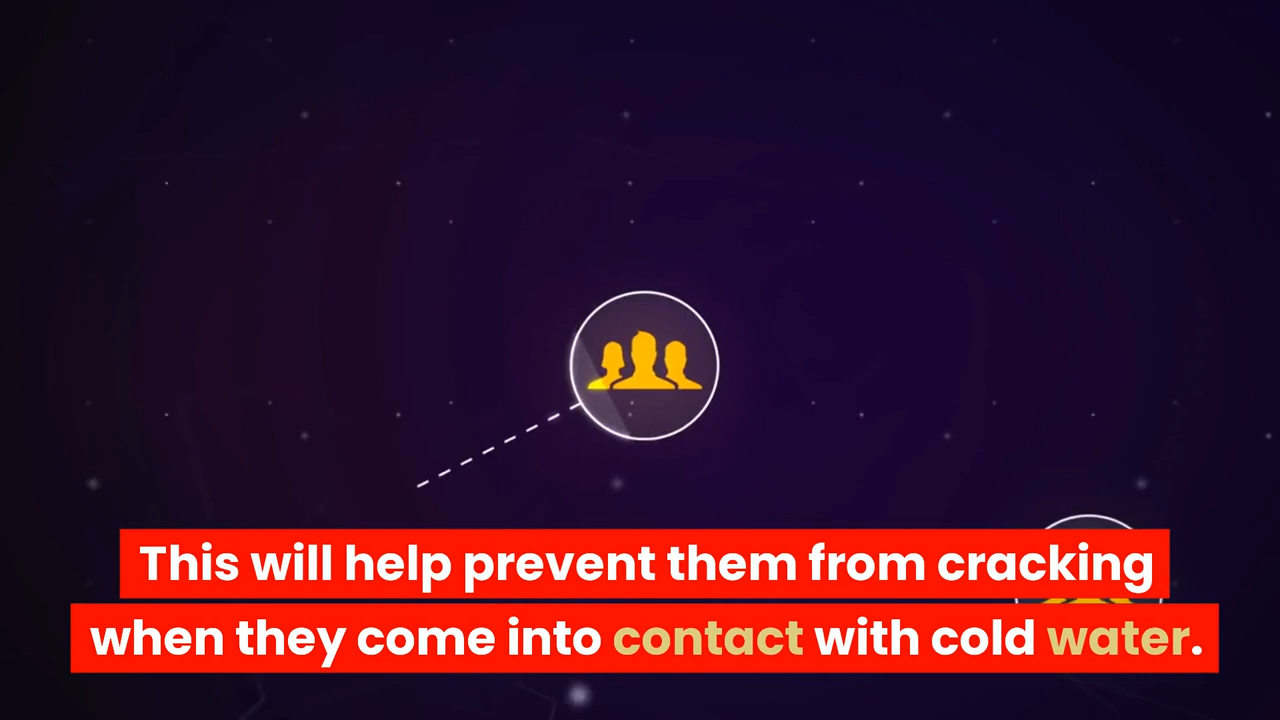 This will help prevent them from cracking
when they come into contact with cold water.